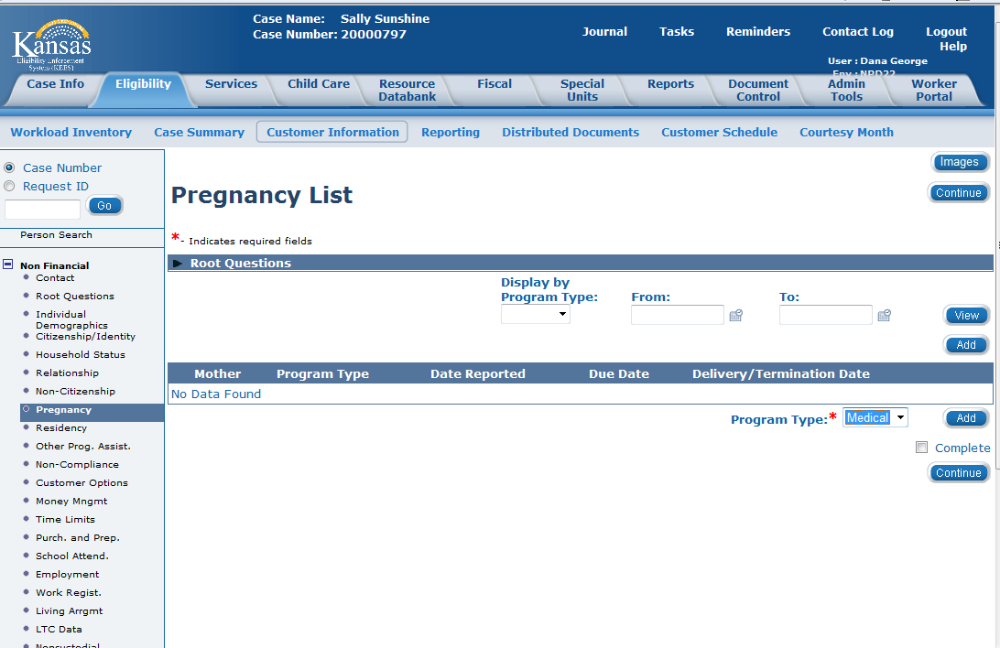 Kansas
Eligibility Enforcement
System (KEES)
Case Name: Sally Sunshine
Case Number: 20000797
Journal
Tasks
Reminders
Contact Log
Logout
Help
User : Dana George
Env : NPD22
Case Info
Eligibility
Services
Child Care
Resource
Databank
Fiscal
Special
Units
Reports
Document
Control
Admin
Tools
Worker
Portal
Workload Inventory
Case Summary
Customer Information
Reporting
Distributed Documents
Customer Schedule
Courtesy Month
Case Number
Request ID
Go
Person Search
Non Financial
Contact
Root Questions
Individual
Demographics
Citizenship/Identity
Household Status
Relationship
Non-Citizenship
Pregnancy
Residency
Other Prog. Assist.
Non-Compliance
Customer Options
Money Mngmt
Time Limits
Purch. and Prep.
School Attend.
Employment
Work Regist.
Living Arrgmt
LTC Data
Noncustodial
Images
Pregnancy List
Continue
*- Indicates required fields
Root Questions
Display by
Program Type:
From:
To:
View
Add
Mother
Program Type
Date Reported
Due Date
Delivery/Termination Date
No Data Found
Program Type:* Medical
Add
Complete
Continue